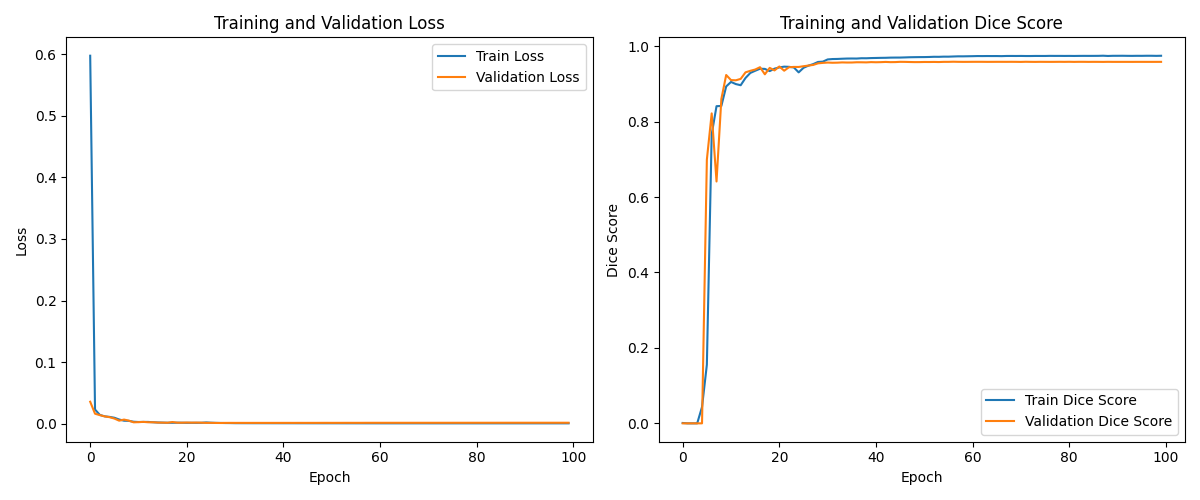 Training and Validation Loss
Train Loss
Validation Loss
0.6
0.5
0.4
0.3
0.2
0.1
0.0
Loss
0 20 40 60 80 100
Epoch
Training and Validation Dice Score
1.0
0.8
0.6
0.4
0.2
0.0
Dice Score
Train Dice Score
Validation Dice Score
0 20 40 60 80 100
Epoch